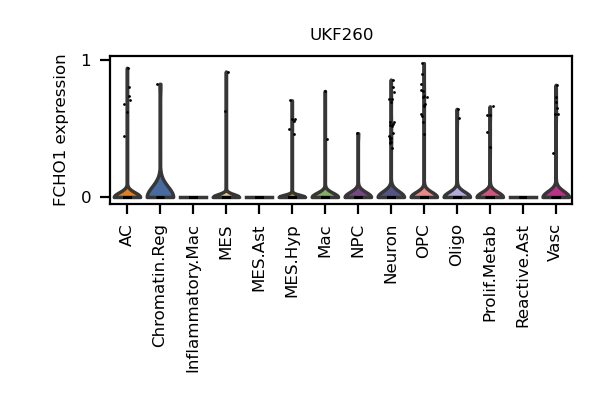 UKF260
FCHO1 expression
1
0
AC
Chromatin.Reg
Inflammatory.Mac
MES
MES.Ast
MES.Hyp
Mac
NPC
Neuron
OPC
Oligo
Prolif.Metab
Reactive.Ast
Vasc